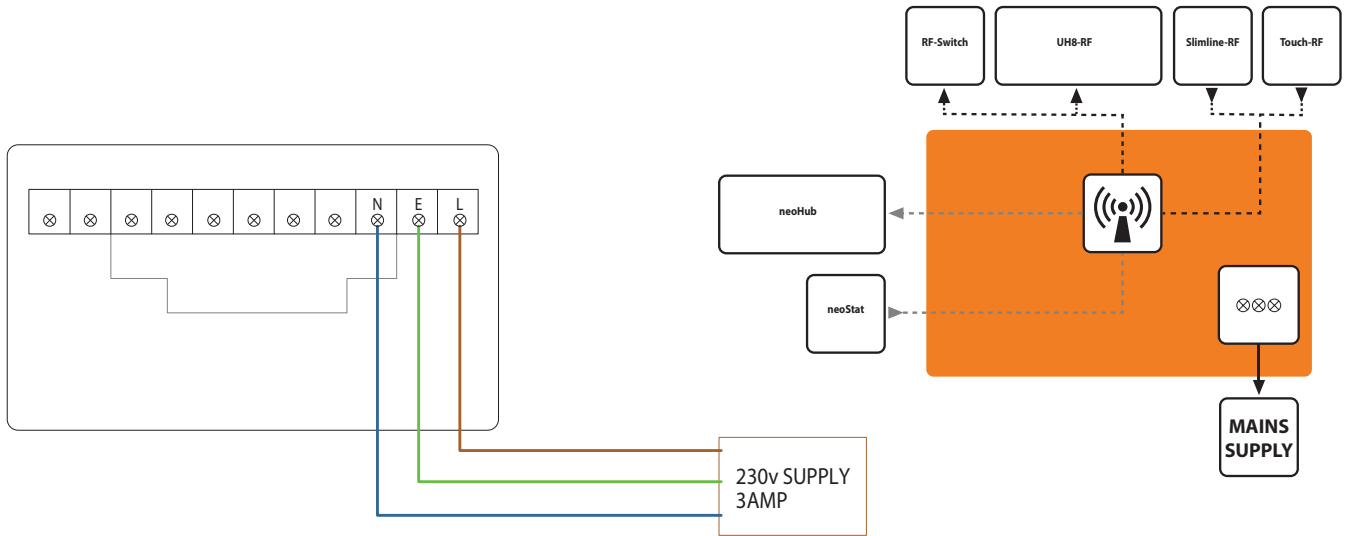 RF-Switch
UH8-RF
Slimline-RF
Touch-RF
N E L
neoHub
neoStat
MAINS
SUPPLY
230v SUPPLY
3AMP